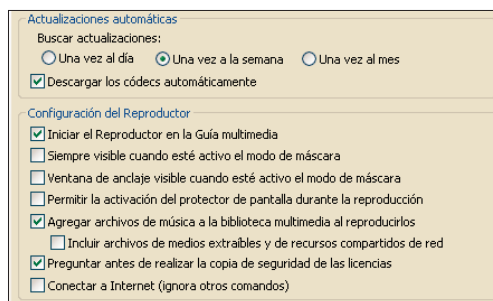 Actualizaciones automáticas
Buscar actualizaciones:
Una vez al día Una vez a la semana Una vez al mes
Descargar los códecs automáticamente
Configuración del Reproductor
Iniciar el Reproductor en la Guía multimedia
Siempre visible cuando esté activo el modo de máscara
Ventana de anclaje visible cuando esté activo el modo de máscara
Permitir la activación del protector de pantalla durante la reproducción
Agregar archivos de música a la biblioteca multimedia al reproducirlos
Incluir archivos de medios extraíbles y de recursos compartidos de red
Preguntar antes de realizar la copia de seguridad de las licencias
Conectar a Internet (ignora otros comandos)